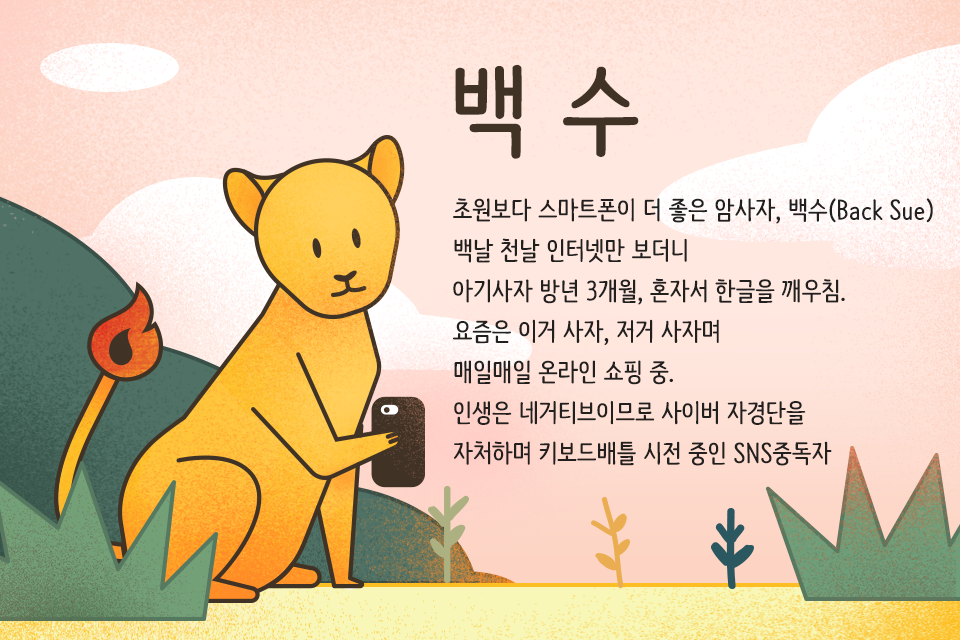 백 수
초원보다 스마트폰이 더 좋은 암사자, 백수(Back Sue)
백날 천날 인터넷만 보더니
아기사자 방년 3개월, 혼자서 한글을 깨우침.
요즘은 이거 사자, 저거 사자며
매일매일 온라인 쇼핑 중.
인생은 네거티브이므로 사이버 자경단을
자처하며 키보드배틀 시전 중인 SNS중독자